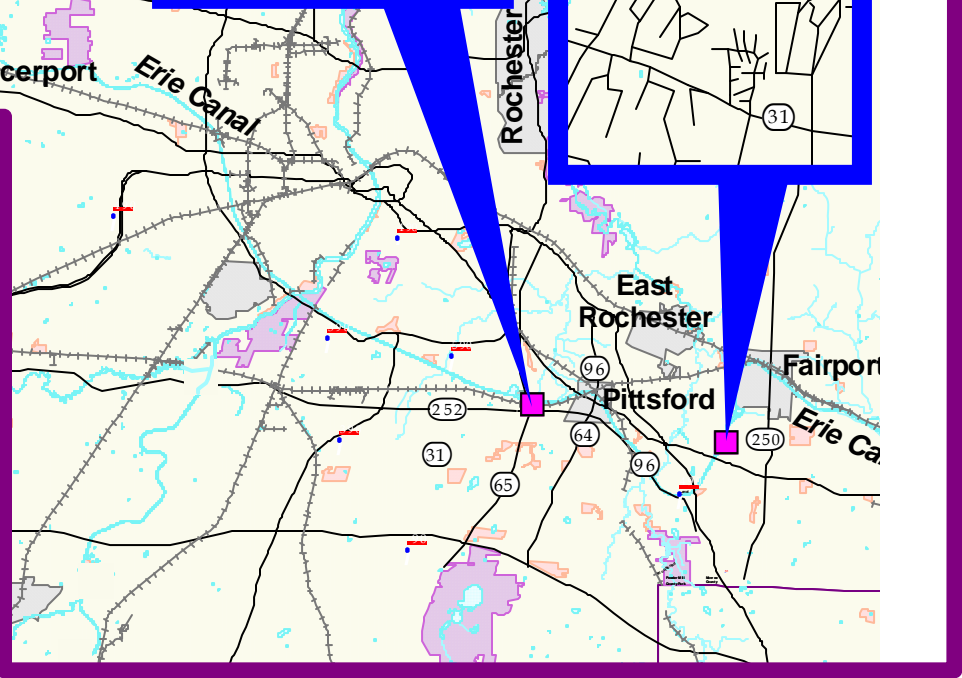 cerport
Erie Canal
Rochester
31
East
Rochester
96
Fairport
252
Pittsford
64
250
Erie Ca
31
96
65